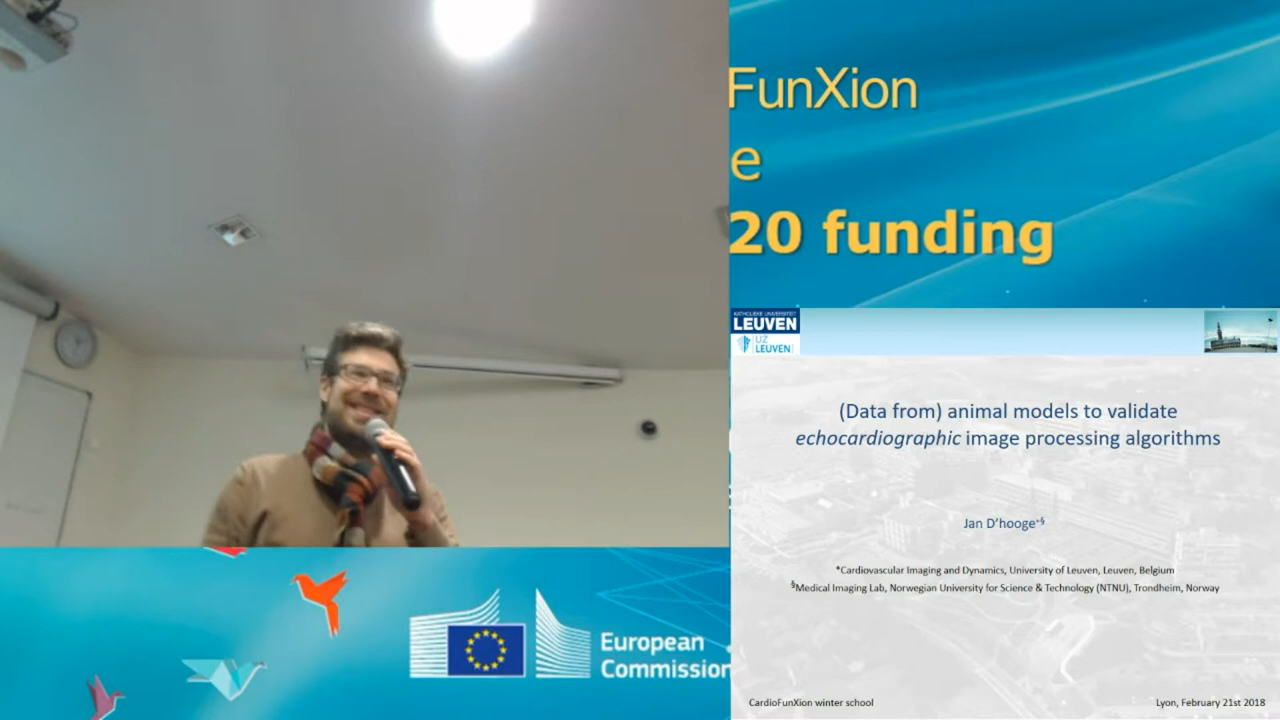 FunXion
e
20 funding
KATHOLIEKE UNIVERSITEIT
LEUVEN
UZ
LEUVEN
(Data from) animal models to validate
echocardiographic image processing algorithms
Jan D'hooge*§
*Cardiovascular Imaging and Dynamics, University of Leuven, Leuven, Belgium
§Medical Imaging Lab, Norwegian University for Science & Technology (NTNU), Trondheim, Norway
CardioFunXion winter school
Lyon, February 21st 2018
European
Commission